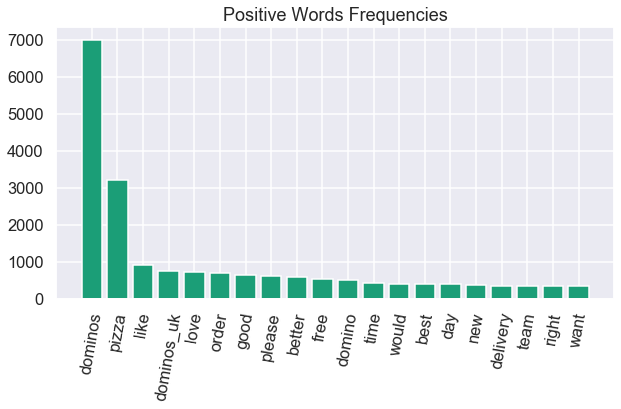 Positive Words Frequencies
7000
6000
5000
4000
3000
2000
1000
0
dominos
pizza
like
dominos_uk
love
order
good
please
better
free
domino
time
would
best
day
new
delivery
team
right
want